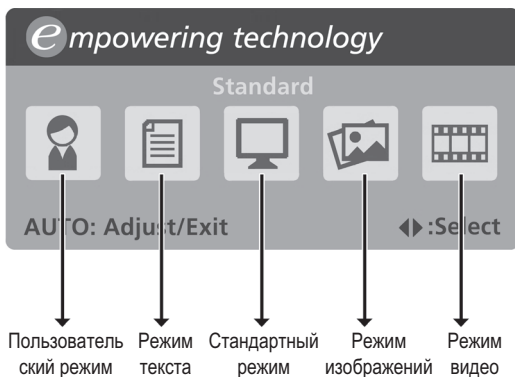 empowering technology
Standard
AUTO: Adjust/Exit
:Select
Пользователь Режим Стандартный Режим Режим
ский режим текста режим изображений видео